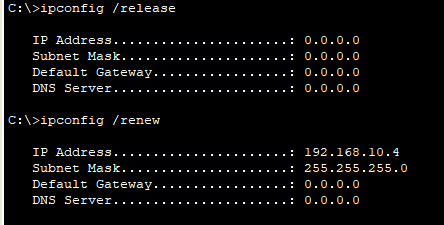 C:\>ipconfig /release
IP Address......................: 0.0.0.0
Subnet Mask.....................: 0.0.0.0
Default Gateway.................: 0.0.0.0
DNS Server......................: 0.0.0.0
C:\>ipconfig /renew
IP Address......................: 192.168.10.4
Subnet Mask.....................: 255.255.255.0
Default Gateway.................: 0.0.0.0
DNS Server......................: 0.0.0.0